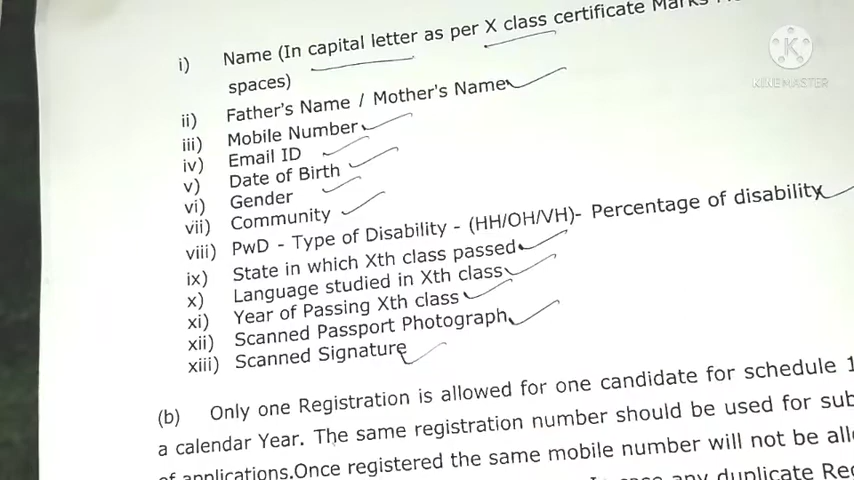 i) Name (In capital letter as per X class certificate Marks
spaces)
ii) Father's Name / Mother's Name
iii) Mobile Number
iv) Email ID
v) Date of Birth
vi) Gender
vii) Community
viii) PwD - Type of Disability - (HH/OH/VH)- Percentage of disability
ix) State in which Xth class passed
x) Language studied in Xth class
xi) Year of Passing Xth class
xii) Scanned Passport Photograph
xiii) Scanned Signature
(b) Only one Registration is allowed for one candidate for schedule 1
a calendar Year. The same registration number should be used for sub
of applications.Once registered the same mobile number will not be all
any duplicate Reg
K
KINEMASTER